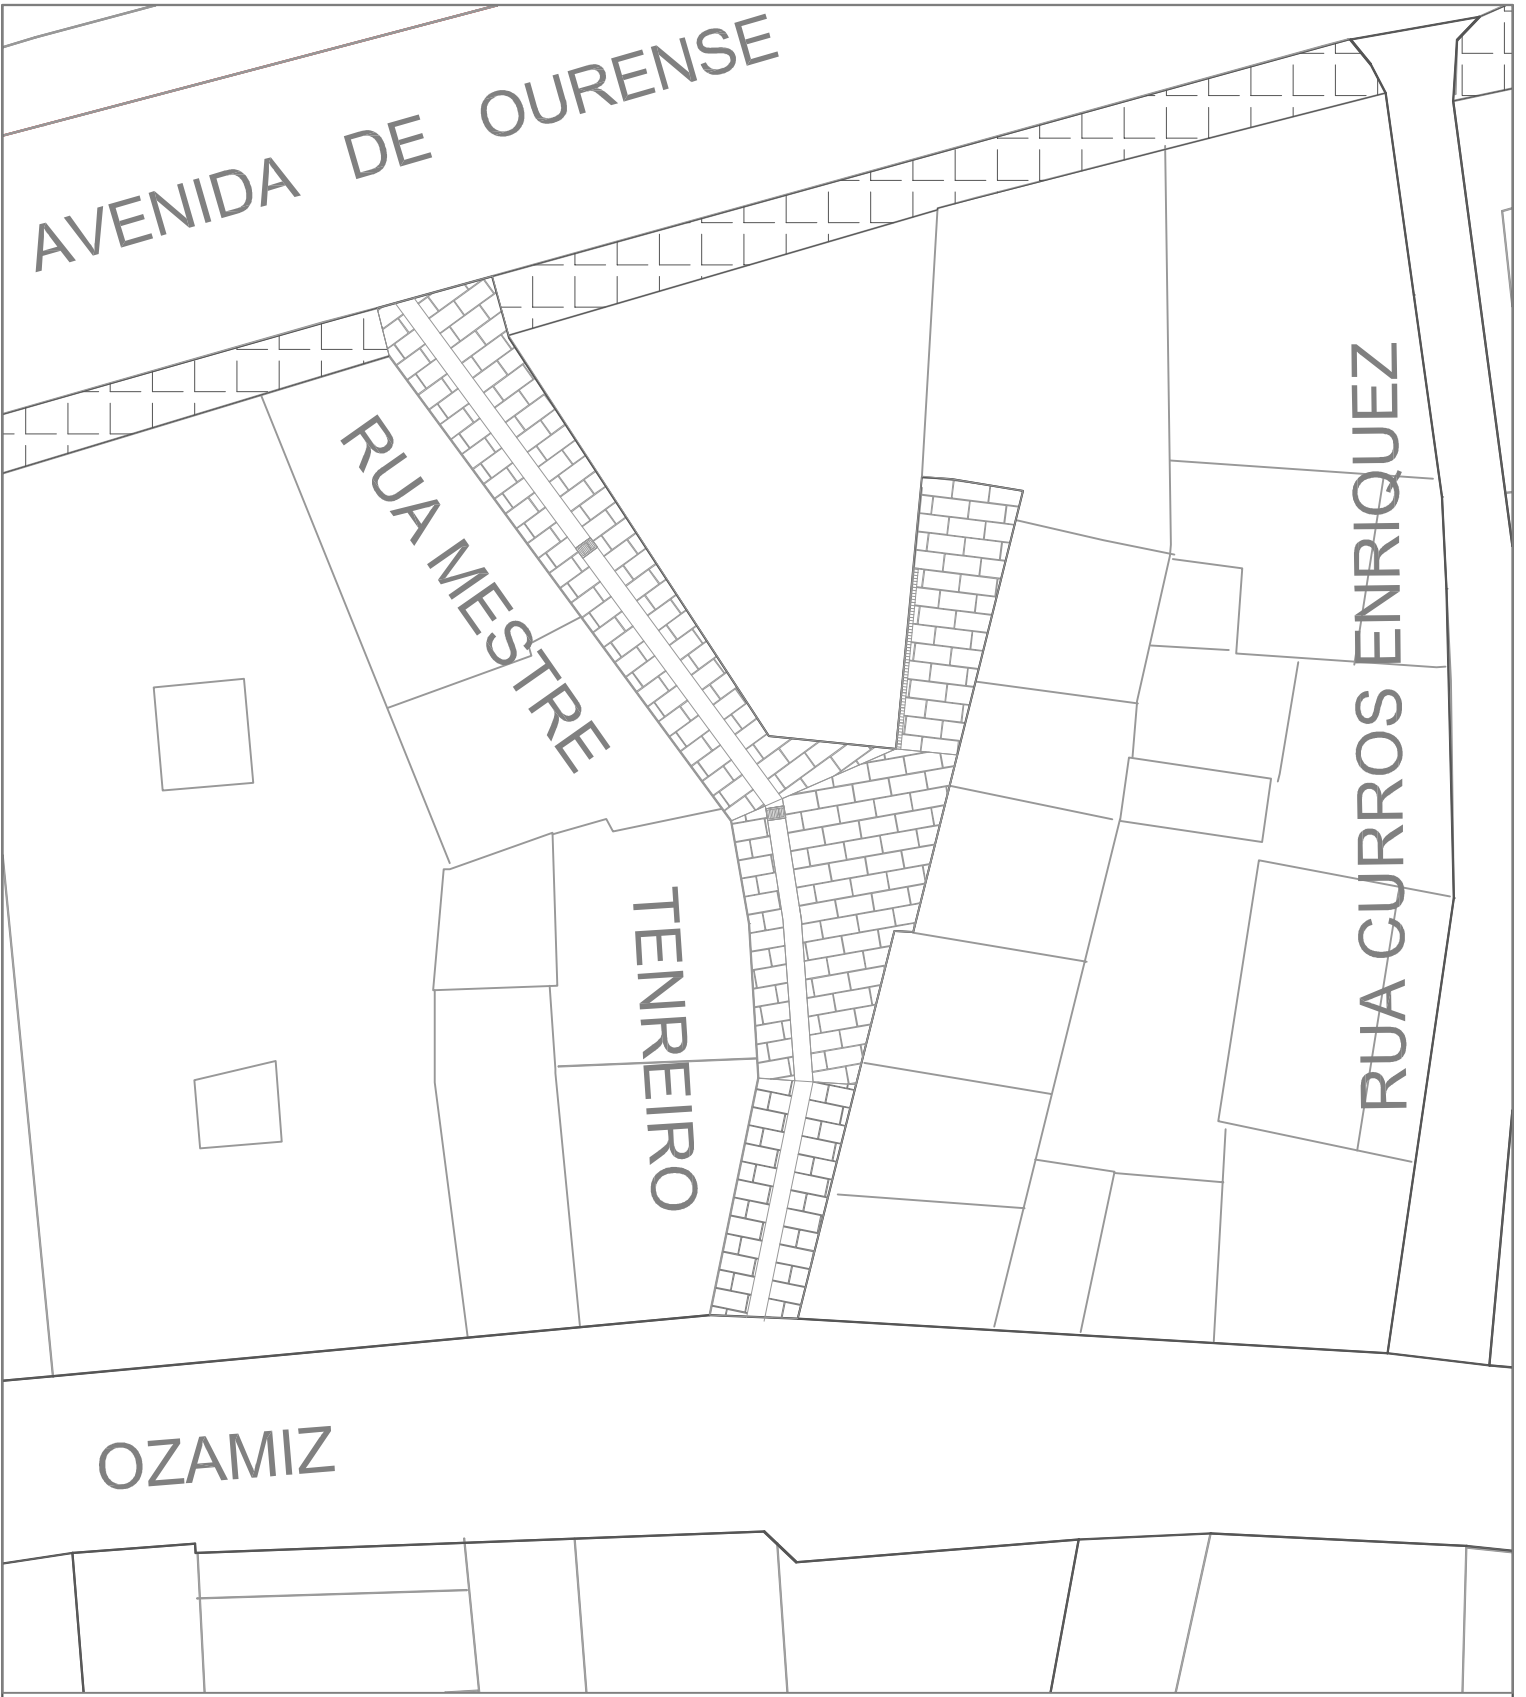 AVENIDA DE OURENSE
RUA MESTRE
TENREIRO
RUA CURROS ENRIQUEZ
OZAMIZ